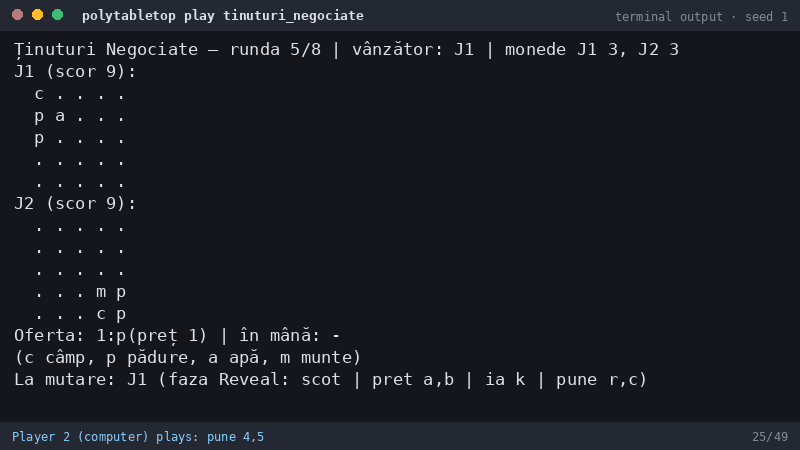 polytabletop play tinuturi_negociate
terminal output · seed 1
Ținuturi Negociate — runda 5/8 | vânzător: J1 | monede J1 3, J2 3
J1 (scor 9):
c . . . .
p a . . .
p . . . .
. . . . .
. . . . .
J2 (scor 9):
. . . . .
. . . . .
. . . . .
. . . m p
. . . c p
Oferta: 1:p(preț 1) | în mână: -
(c câmp, p pădure, a apă, m munte)
La mutare: J1 (faza Reveal: scot | pret a,b | ia k | pune r,c)
Player 2 (computer) plays: pune 4,5
25/49